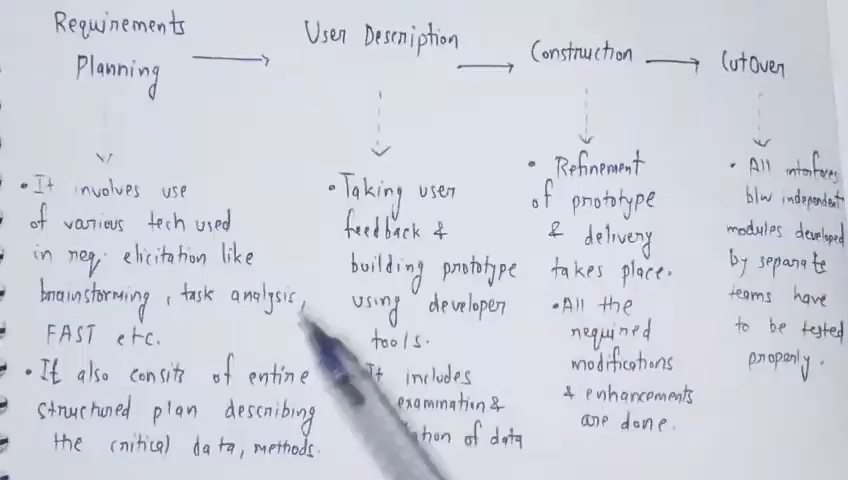 Requirements
Planning
User Description
Construction
CutOver
• It involves use
of various tech used
in req. elicitation like
brainstorming, task analysis,
FAST etc.
• It also consits of entire
structured plan describing
the critical data, methods.
• Taking user
feedback &
building prototype
using developer
tools.
It includes
examination &
of data
• Refinement
of prototype
& delivery
takes place.
• All the
required
modifications
& enhancements
are done.
• All interfaces
b/w independent
modules developed
by separate
teams have
to be tested
properly.